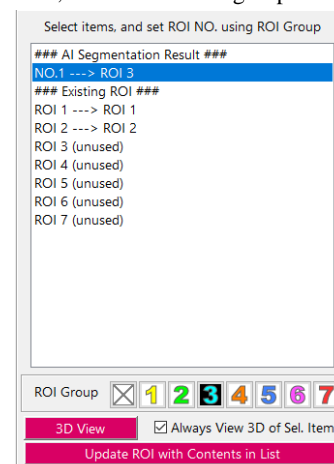 Select items, and set ROI NO. using ROI Group
### AI Segmentation Result ###
NO.1 ---> ROI 3
### Existing ROI ###
ROI 1 ---> ROI 1
ROI 2 ---> ROI 2
ROI 3 (unused)
ROI 4 (unused)
ROI 5 (unused)
ROI 6 (unused)
ROI 7 (unused)
ROI Group 1 2 3 4 5 6 7
3D View Always View 3D of Sel. Item
Update ROI with Contents in List